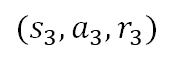 (s₃, a₃, r₃)